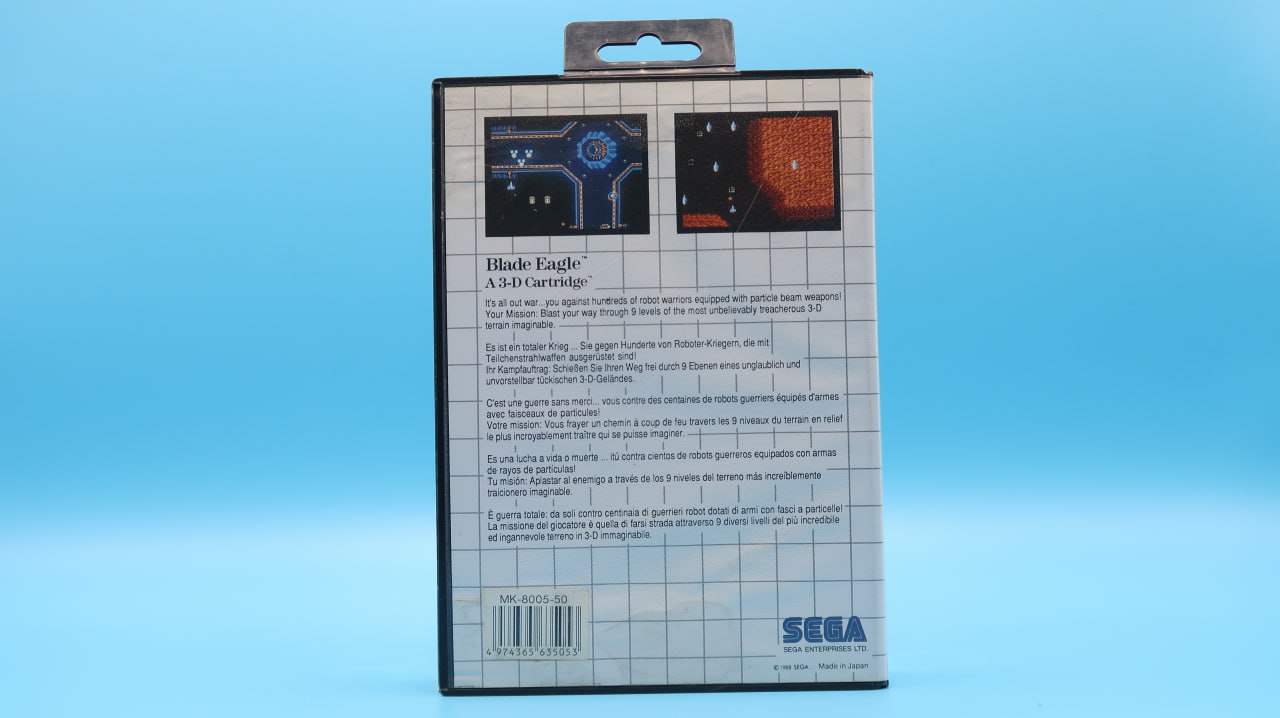 Blade Eagle™
A 3-D Cartridge™
It's all out war...you against hundreds of robot warriors equipped with particle beam weapons!
Your Mission: Blast your way through 9 levels of the most unbelievably treacherous 3-D
terrain imaginable.
Es ist ein totaler Krieg ... Sie gegen Hunderte von Roboter-Kriegern, die mit
Teilchenstrahlwaffen ausgerüstet sind!
Ihr Kampfauftrag: Schießen Sie Ihren Weg frei durch 9 Ebenen eines unglaublich und
unvorstellbar tückischen 3-D-Geländes.
C'est une guerre sans merci... vous contre des centaines de robots guerriers équipés d'armes
avec faisceaux de particules!
Votre mission: Vous frayer un chemin à coup de feu travers les 9 niveaux du terrain en relief
le plus incroyablement traître qui se puisse imaginer.
Es una lucha a vida o muerte ... ¡tú contra cientos de robots guerreros equipados con armas
de rayos de partículas!
Tu misión: Aplastar al enemigo a través de los 9 niveles del terreno más increíblemente
traicionero imaginable.
È guerra totale: da soli contro centinaia di guerrieri robot dotati di armi con fasci a particelle!
La missione del giocatore è quella di farsi strada attraverso 9 diversi livelli del più incredibile
ed ingannevole terreno in 3-D immaginabile.
MK-8005-50
4 974365 635053
SEGA
SEGA ENTERPRISES LTD.
© 1988 SEGA Made in Japan